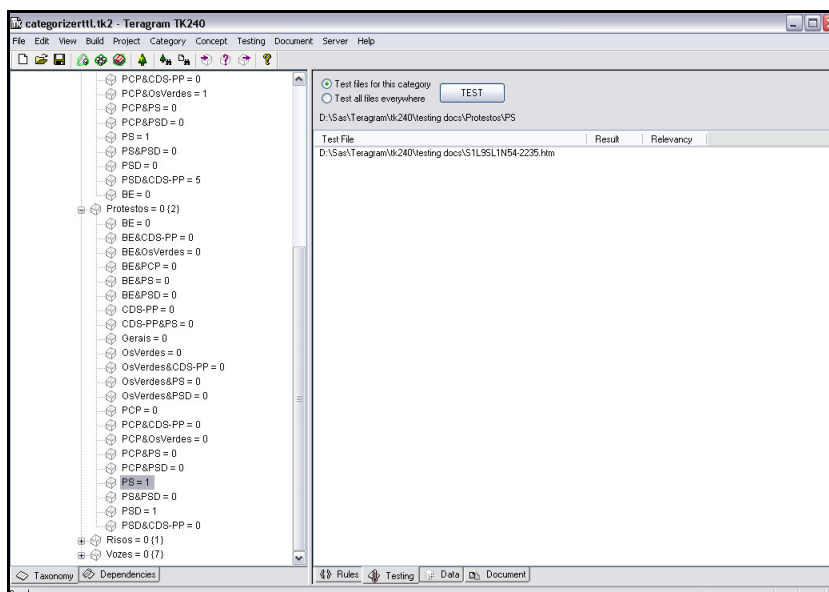 categorizerttl.tk2 - Teragram TK240
File Edit View Build Project Category Concept Testing Document Server Help
PCP&CDS-PP = 0
PCP&OsVerdes = 1
PCP&PS = 0
PCP&PSD = 0
PS = 1
PS&PSD = 0
PSD = 0
PSD&CDS-PP = 5
BE = 0
Protestos = 0 {2}
BE = 0
BE&CDS-PP = 0
BE&OsVerdes = 0
BE&PCP = 0
BE&PS = 0
BE&PSD = 0
CDS-PP = 0
CDS-PP&PS = 0
Gerais = 0
OsVerdes = 0
OsVerdes&CDS-PP = 0
OsVerdes&PS = 0
OsVerdes&PSD = 0
PCP = 0
PCP&CDS-PP = 0
PCP&OsVerdes = 0
PCP&PS = 0
PCP&PSD = 0
PS = 1
PS&PSD = 0
PSD = 1
PSD&CDS-PP = 0
Risos = 0 {1}
Vozes = 0 {7}
Taxonomy Dependencies
Test files for this category
Test all files everywhere
TEST
D:\Sas\Teragram\tk240\testing docs\Protestos\PS
Test File Result Relevancy
D:\Sas\Teragram\tk240\testing docs\S1L9SL1N54-2235.htm
Rules Testing Data Document